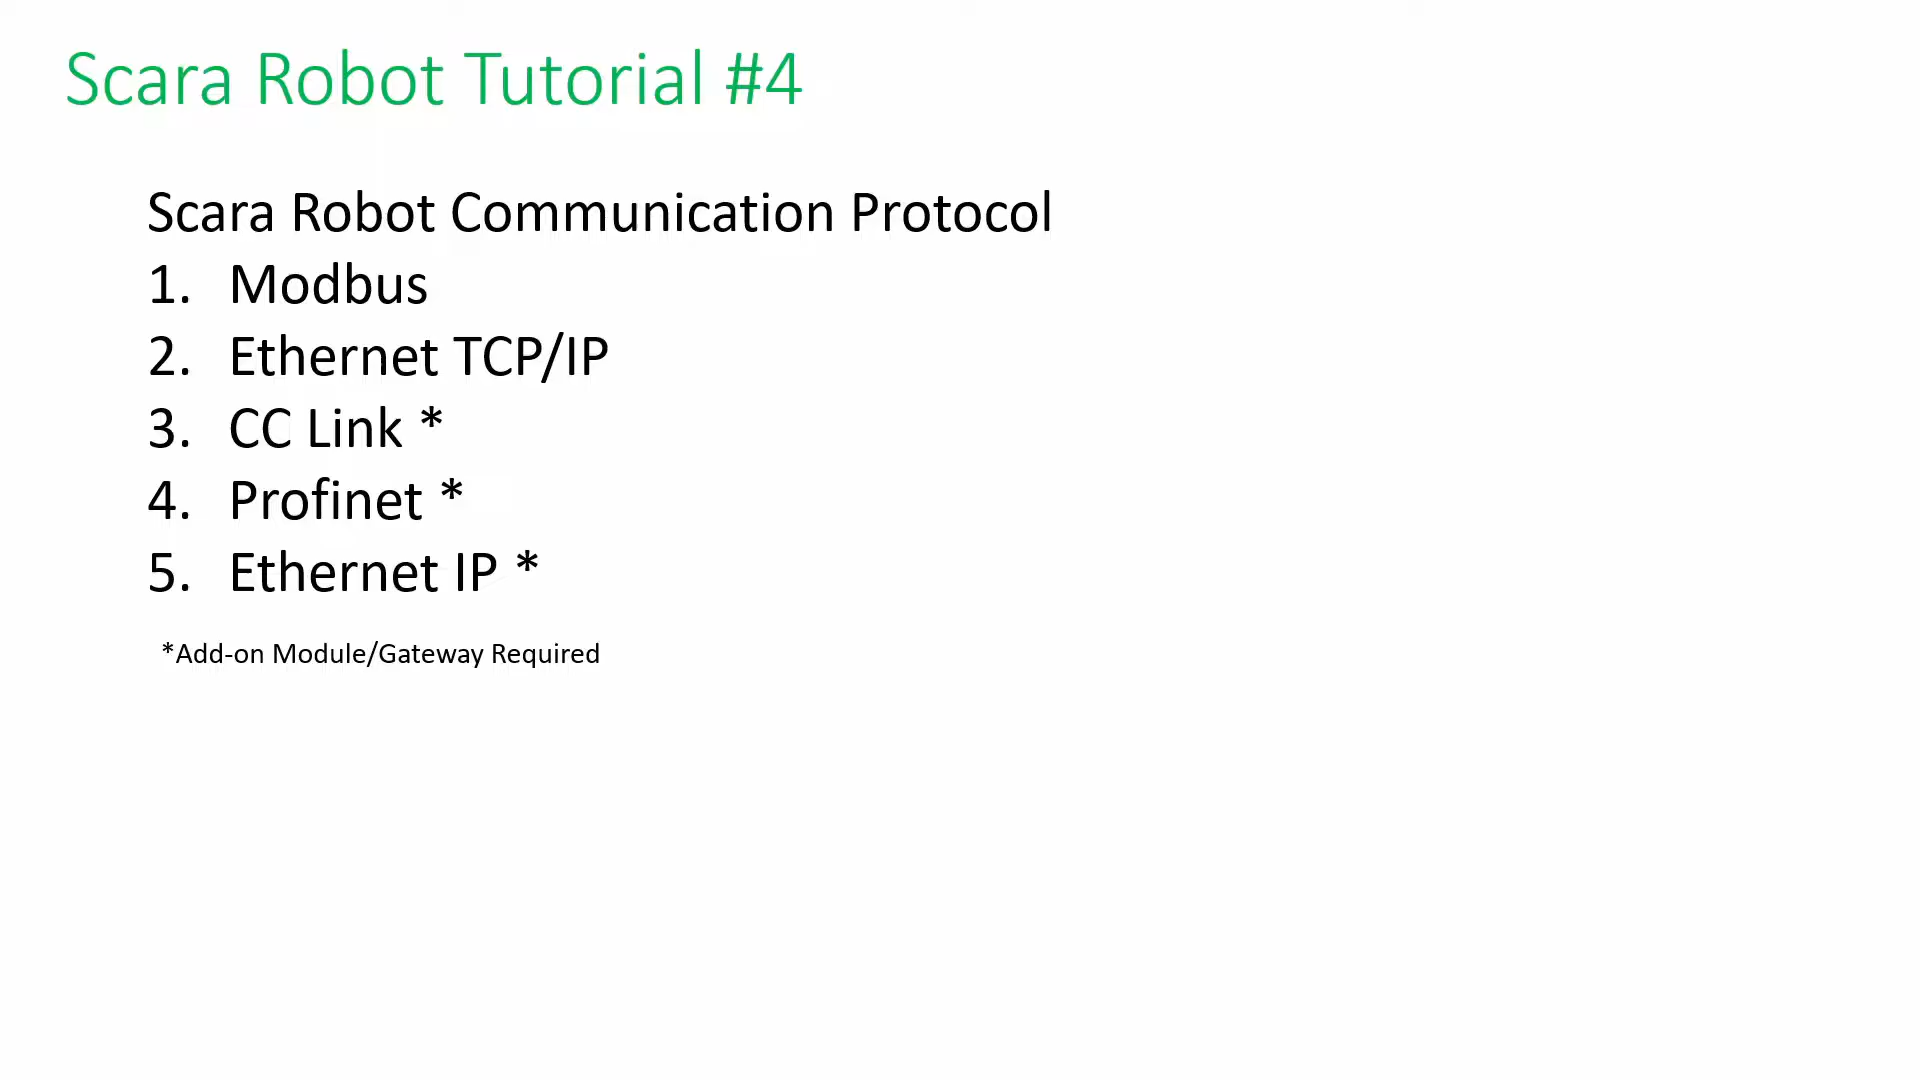 Scara Robot Tutorial #4
Scara Robot Communication Protocol
1. Modbus
2. Ethernet TCP/IP
3. CC Link *
4. Profinet *
5. Ethernet IP *
*Add-on Module/Gateway Required